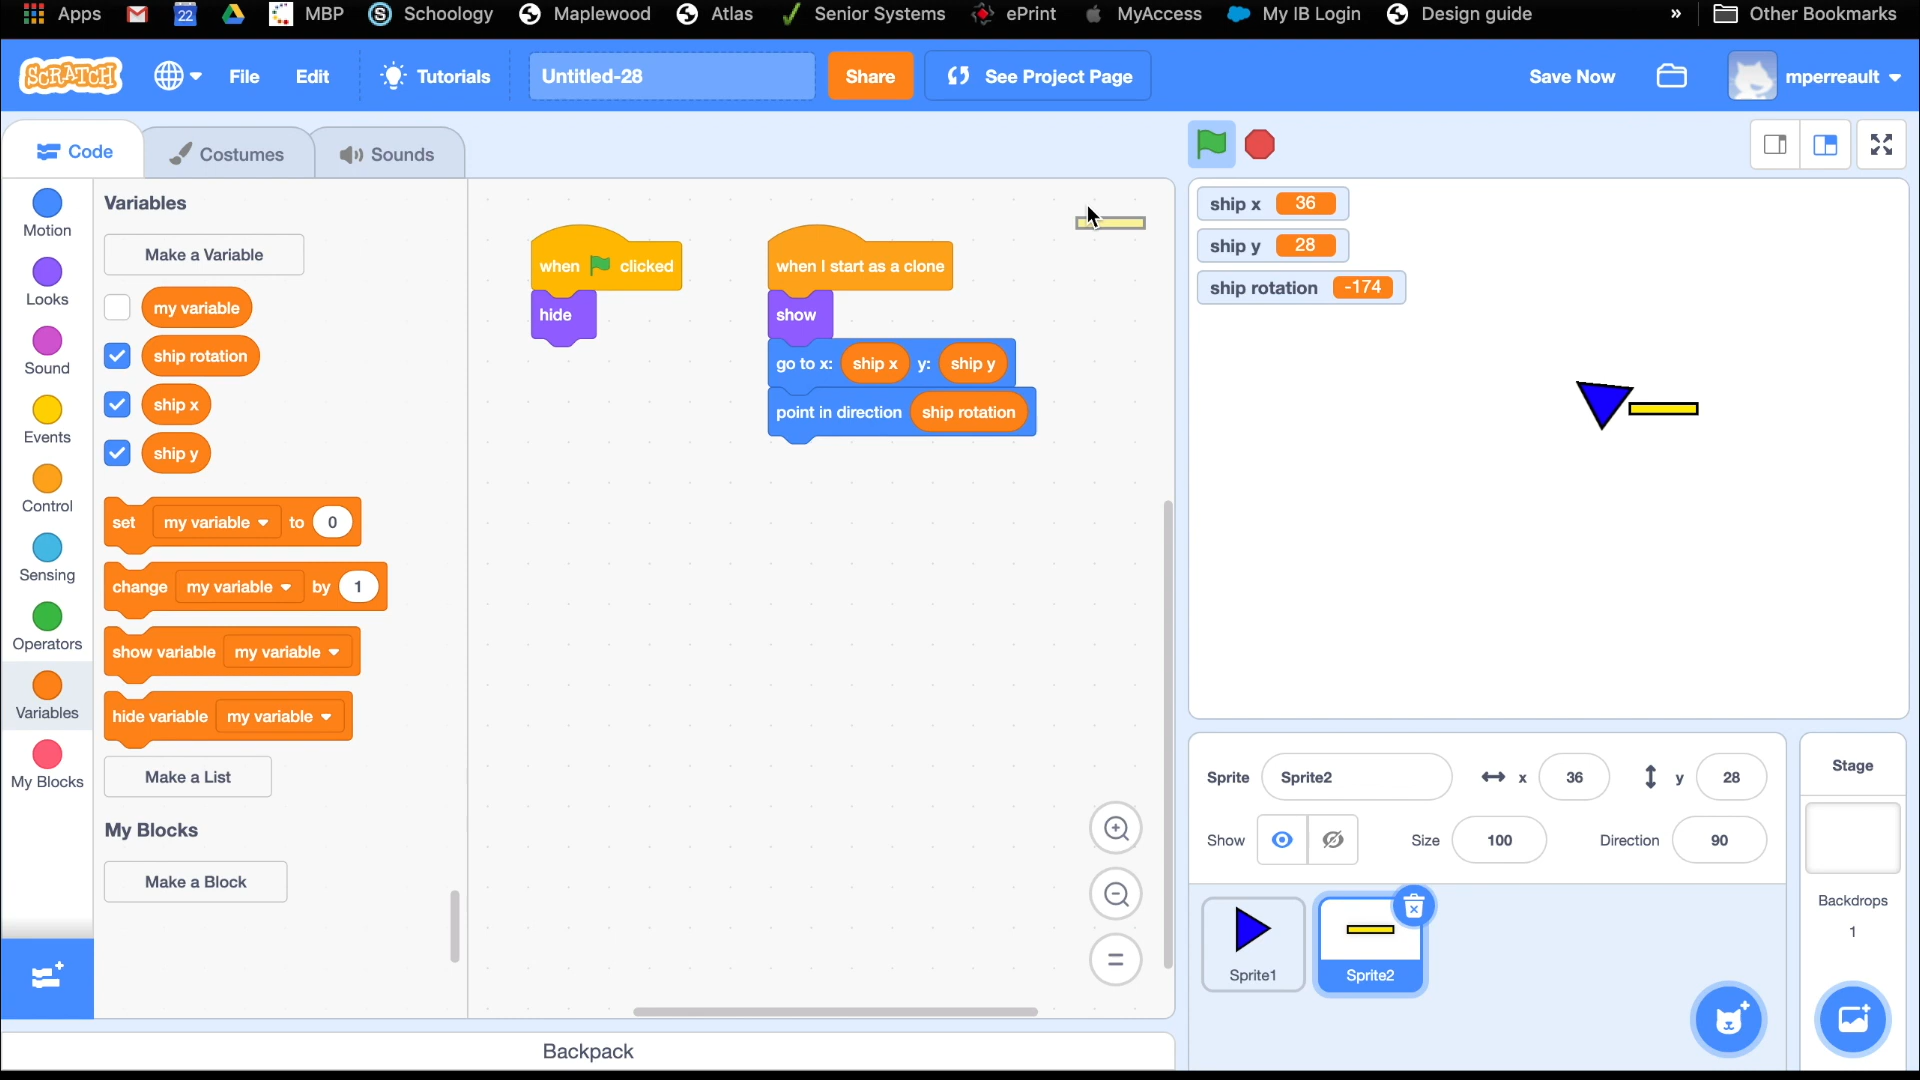 Apps 22 MBP Schoology Maplewood Atlas Senior Systems ePrint MyAccess My IB Login Design guide » Other Bookmarks
SCRATCH File Edit Tutorials Untitled-28 Share See Project Page Save Now mperreault
Code Costumes Sounds
Motion
Looks
Sound
Events
Control
Sensing
Operators
Variables
My Blocks
Variables
Make a Variable
my variable
ship rotation
ship x
ship y
set my variable to 0
change my variable by 1
show variable my variable
hide variable my variable
Make a List
My Blocks
Make a Block
when clicked
hide
when I start as a clone
show
go to x: ship x y: ship y
point in direction ship rotation
Backpack
ship x 36
ship y 28
ship rotation -174
Sprite Sprite2 x 36 y 28
Show Size 100 Direction 90
Sprite1
Sprite2
Stage
Backdrops
1